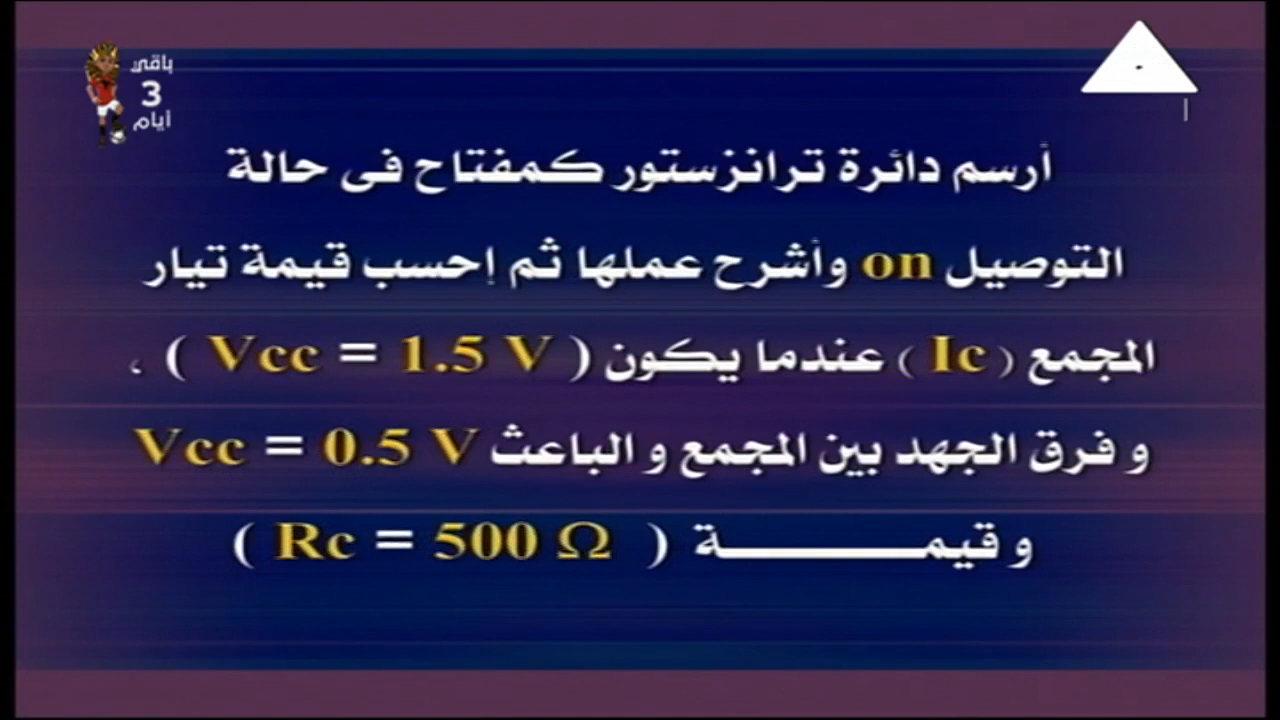 باقي
3
أيام
أرسم دائرة ترانزستور كمفتاح فى حالة
التوصيل on وأشرح عملها ثم إحسب قيمة تيار
المجمع ( Ic ) عندما يكون ( Vcc = 1.5 V ) ،
و فرق الجهد بين المجمع و الباعث Vcc = 0.5 V
و قيمـــــــــــة ( Rc = 500 Ω )